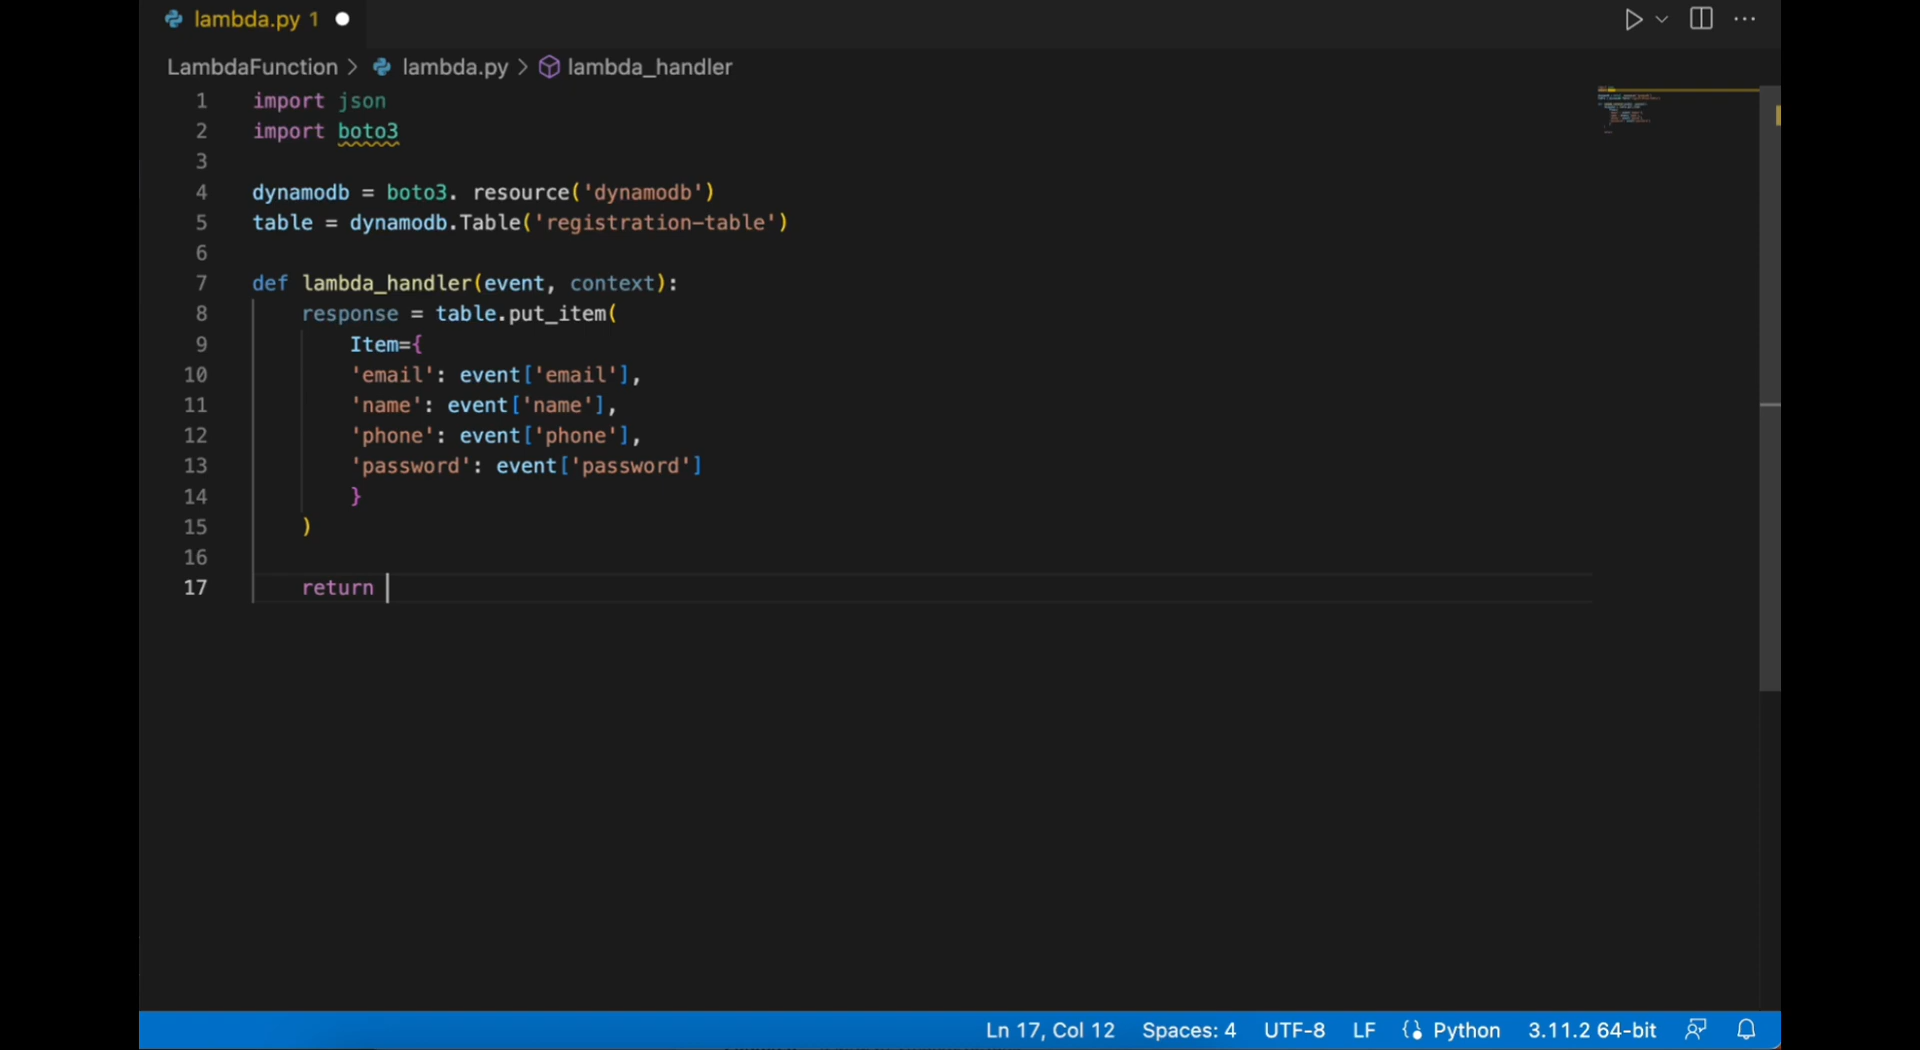 lambda.py 1
LambdaFunction > lambda.py > lambda_handler
1 import json
2 import boto3
3
4 dynamodb = boto3. resource('dynamodb')
5 table = dynamodb.Table('registration-table')
6
7 def lambda_handler(event, context):
8 response = table.put_item(
9 Item={
10 'email': event['email'],
11 'name': event['name'],
12 'phone': event['phone'],
13 'password': event['password']
14 }
15 )
16
17 return
Ln 17, Col 12 Spaces: 4 UTF-8 LF Python 3.11.2 64-bit